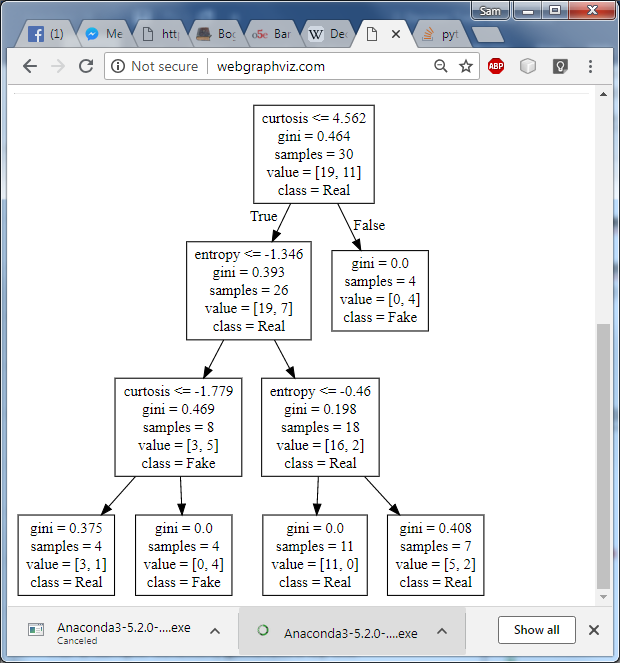 Sam
(1)
Me
http
Bog
Bar
Dec
pyt
Not secure
webgraphviz.com
ABP
curtosis <= 4.562
gini = 0.464
samples = 30
value = [19, 11]
class = Real
True
False
entropy <= -1.346
gini = 0.393
samples = 26
value = [19, 7]
class = Real
gini = 0.0
samples = 4
value = [0, 4]
class = Fake
curtosis <= -1.779
gini = 0.469
samples = 8
value = [3, 5]
class = Fake
entropy <= -0.46
gini = 0.198
samples = 18
value = [16, 2]
class = Real
gini = 0.375
samples = 4
value = [3, 1]
class = Real
gini = 0.0
samples = 4
value = [0, 4]
class = Fake
gini = 0.0
samples = 11
value = [11, 0]
class = Real
gini = 0.408
samples = 7
value = [5, 2]
class = Real
Anaconda3-5.2.0-....exe
Canceled
Anaconda3-5.2.0-....exe
Show all